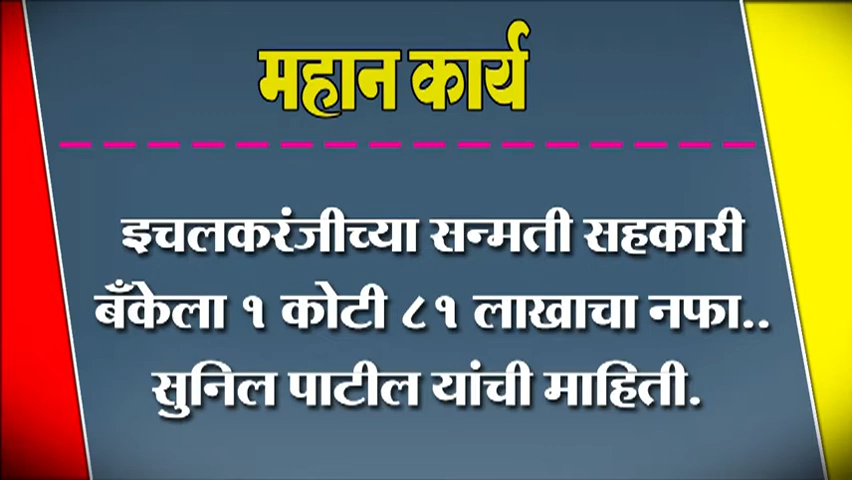 महान कार्य
इचलकरंजीच्या सन्मती सहकारी
बँकेला १ कोटी ८१ लाखाचा नफा..
सुनिल पाटील यांची माहिती.